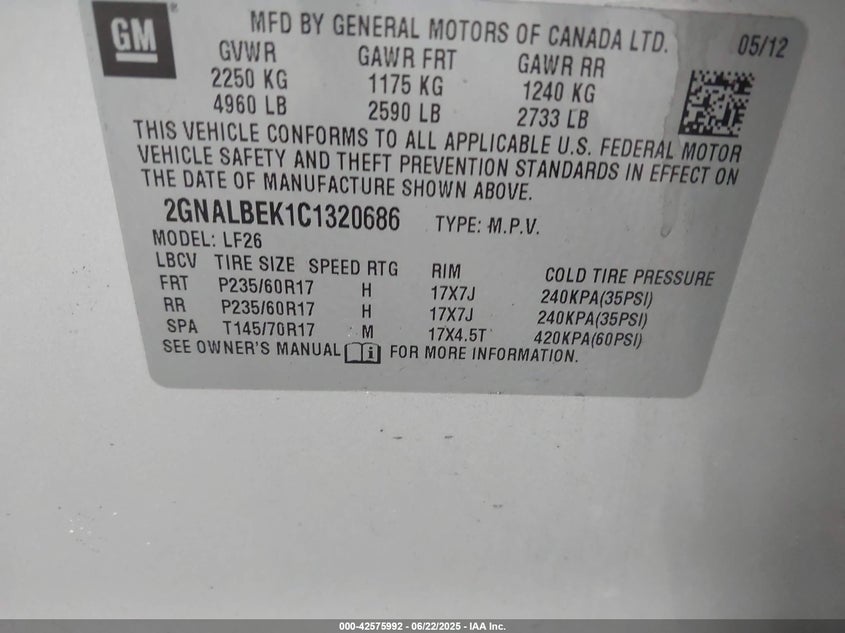 GM
MFD BY GENERAL MOTORS OF CANADA LTD. 05/12
GVWR GAWR FRT GAWR RR
2250 KG 1175 KG 1240 KG
4960 LB 2590 LB 2733 LB
THIS VEHICLE CONFORMS TO ALL APPLICABLE U.S. FEDERAL MOTOR
VEHICLE SAFETY AND THEFT PREVENTION STANDARDS IN EFFECT ON
THE DATE OF MANUFACTURE SHOWN ABOVE.
2GNALBEK1C1320686 TYPE: M.P.V.
MODEL: LF26
LBCV TIRE SIZE SPEED RTG RIM COLD TIRE PRESSURE
FRT P235/60R17 H 17X7J 240KPA(35PSI)
RR P235/60R17 H 17X7J 240KPA(35PSI)
SPA T145/70R17 M 17X4.5T 420KPA(60PSI)
SEE OWNER'S MANUAL FOR MORE INFORMATION.
000-42575992 - 06/22/2025 - IAA Inc.